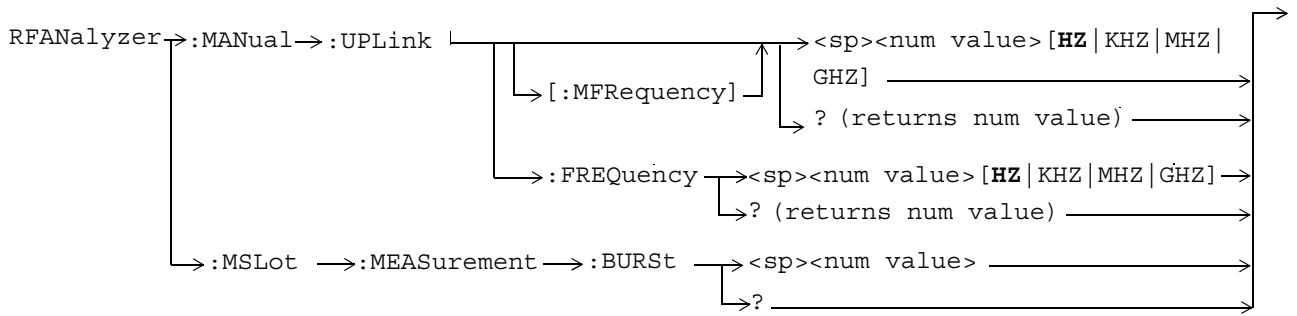 RFANalyzer :MANual :UPLink <sp><num value>[HZ|KHZ|MHZ|
GHZ]
[:MFRequency]
? (returns num value)
:FREQuency <sp><num value>[HZ|KHZ|MHZ|GHZ]
? (returns num value)
:MSLot :MEASurement :BURSt <sp><num value>
?